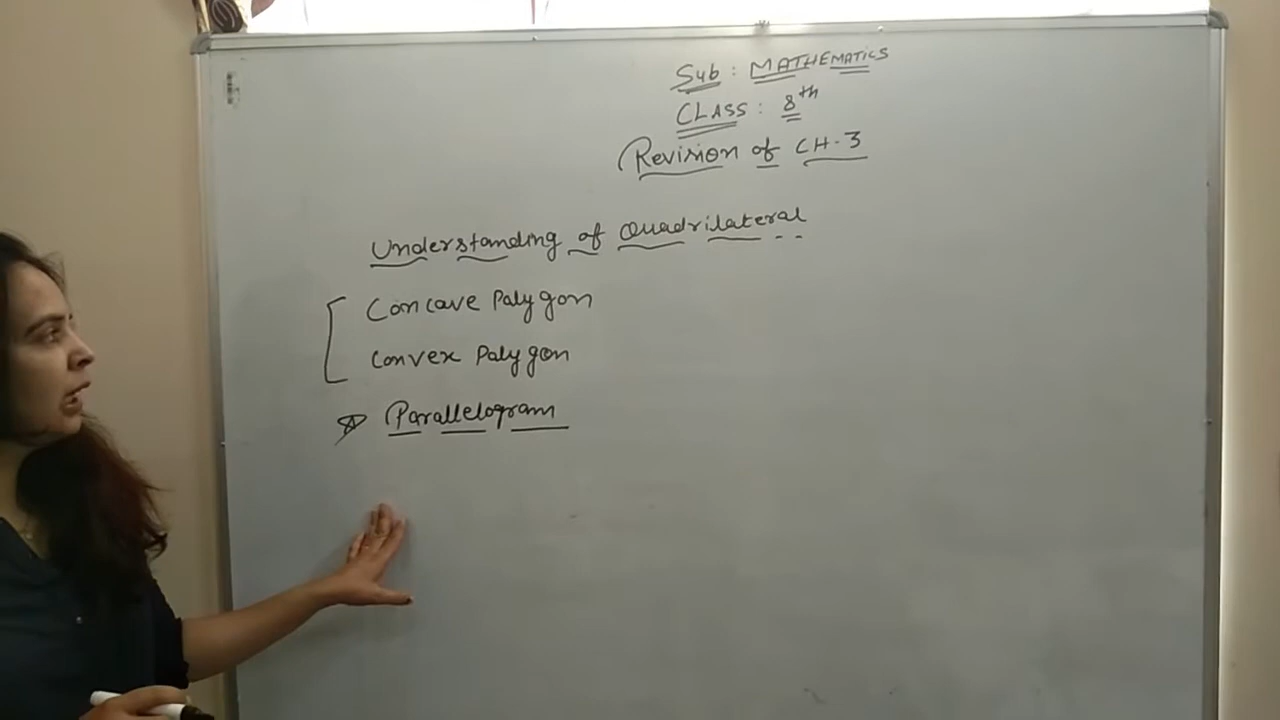 Sub : MATHEMATICS
CLASS : 8th
Revision of CH-3
Understanding of Quadrilateral
Concave Polygon
Convex Polygon
Parallelogram